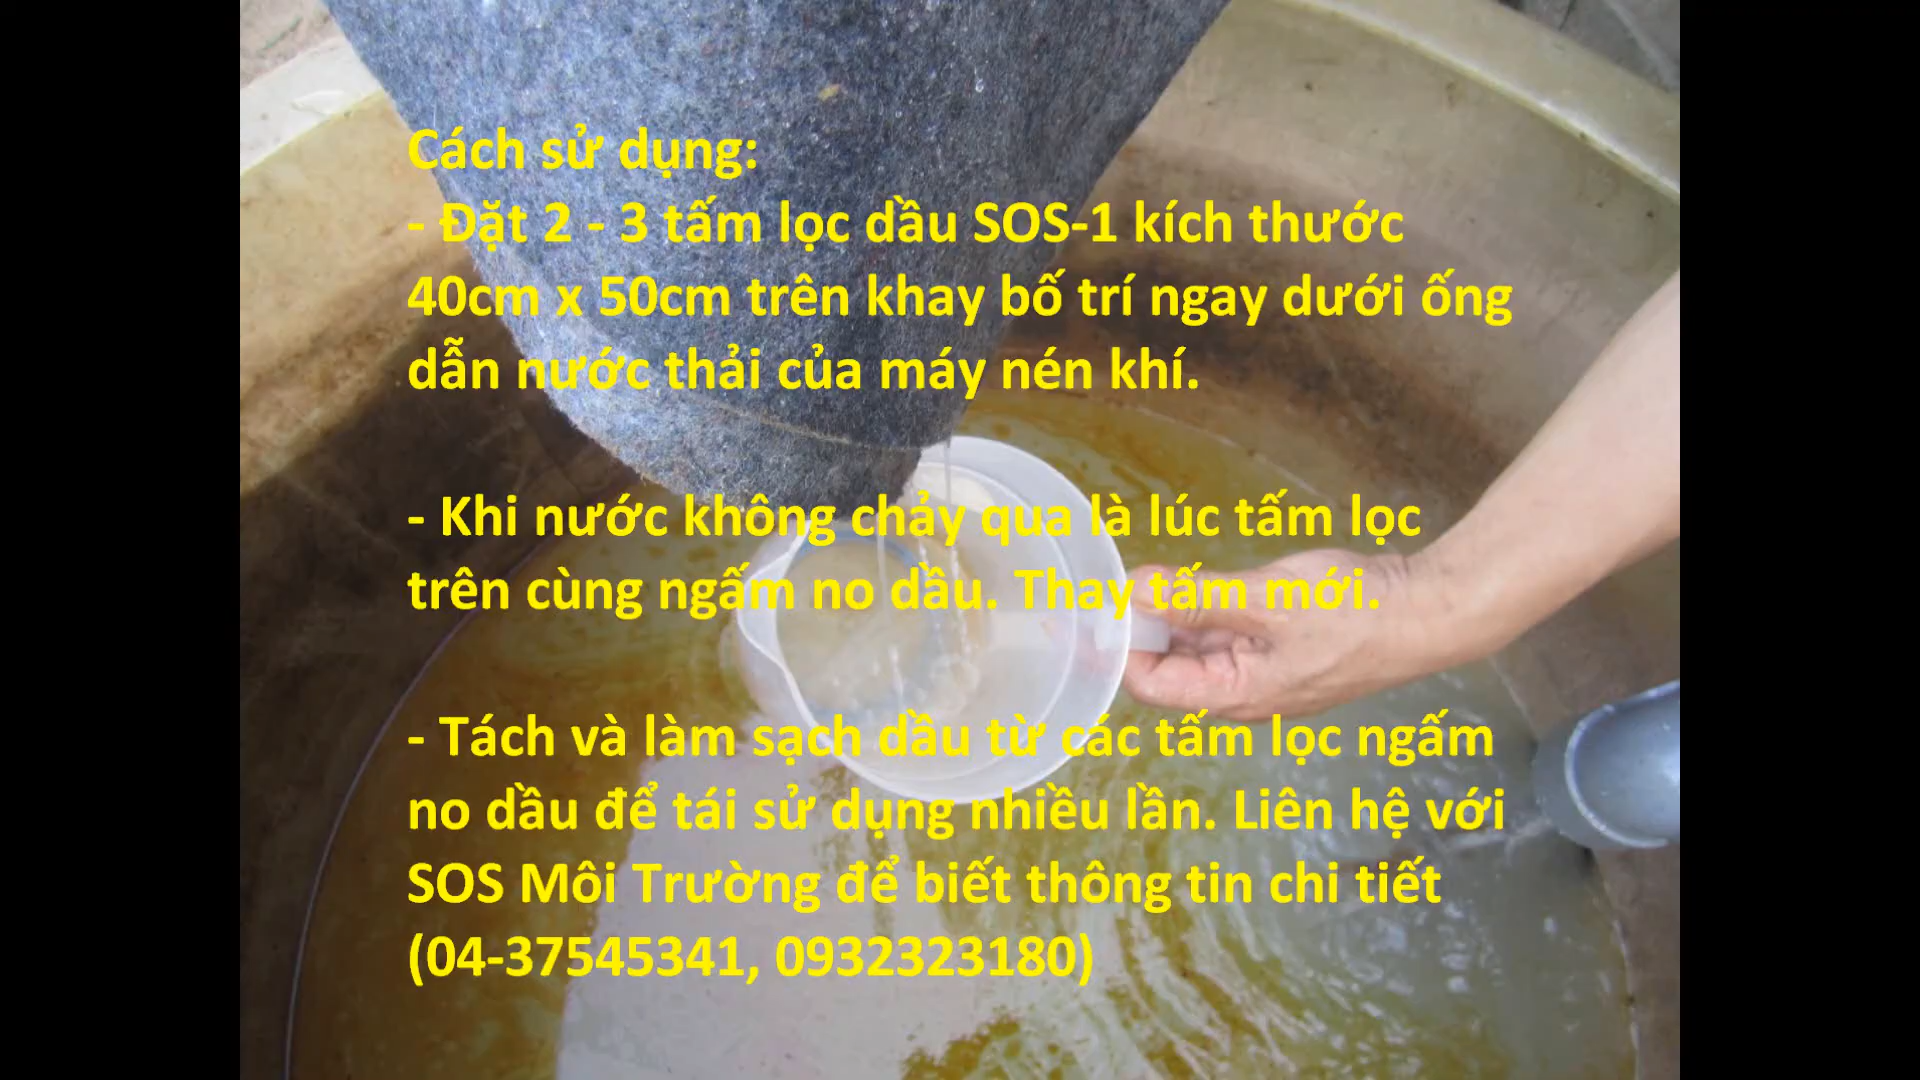 Cách sử dụng:
- Đặt 2 - 3 tấm lọc dầu SOS-1 kích thước
40cm x 50cm trên khay bố trí ngay dưới ống
dẫn nước thải của máy nén khí.
- Khi nước không chảy qua là lúc tấm lọc
trên cùng ngấm no dầu. Thay tấm mới.
- Tách và làm sạch dầu từ các tấm lọc ngấm
no dầu để tái sử dụng nhiều lần. Liên hệ với
SOS Môi Trường để biết thông tin chi tiết
(04-37545341, 0932323180)